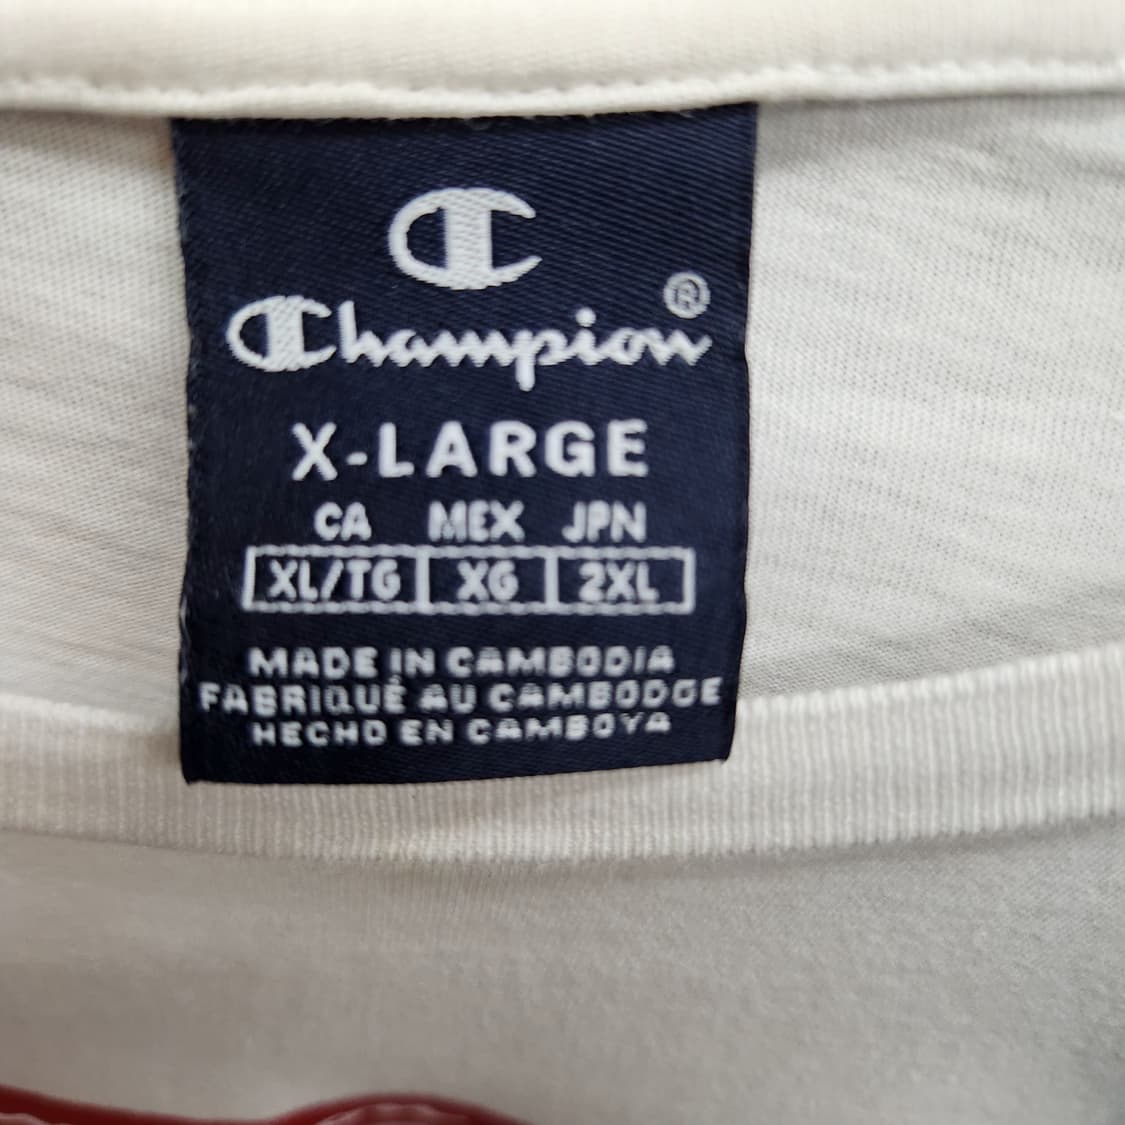 C
Champion®
X-LARGE
CA MEX JPN
XL/TG XG 2XL
MADE IN CAMBODIA
FABRIQUÉ AU CAMBODGE
HECHO EN CAMBOYA